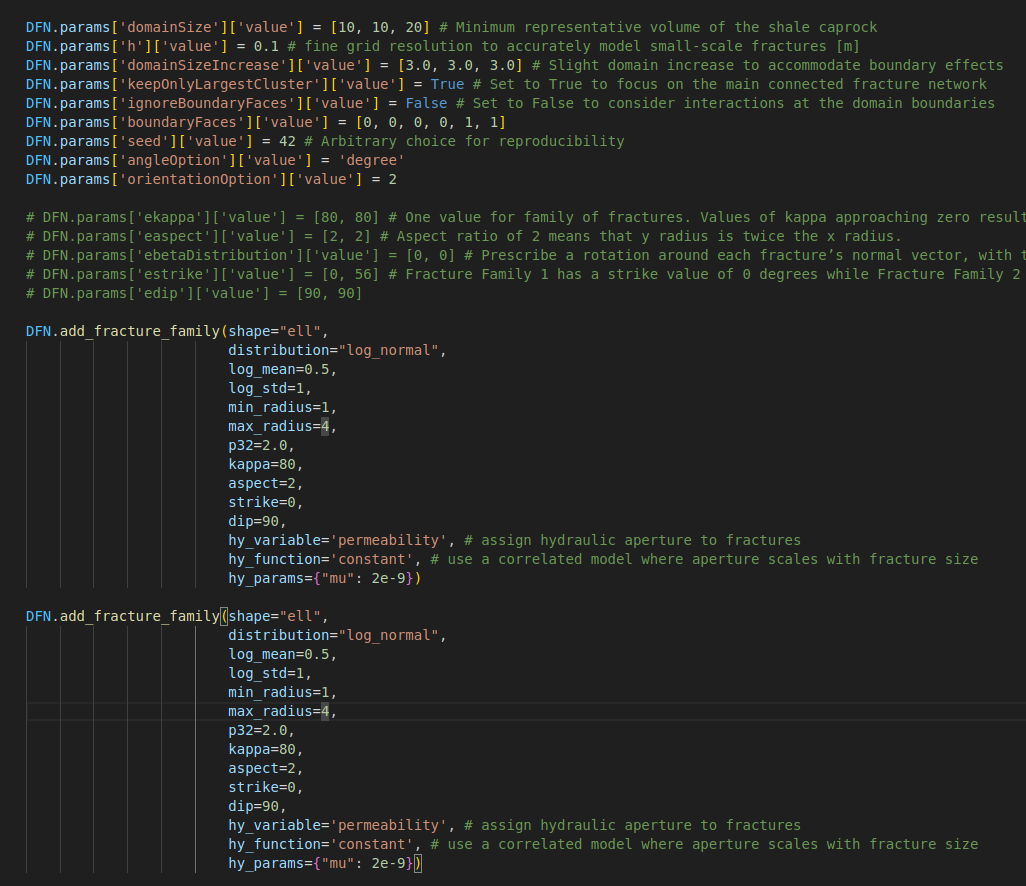 DFN.params['domainSize']['value'] = [10, 10, 20] # Minimum representative volume of the shale caprock
DFN.params['h']['value'] = 0.1 # fine grid resolution to accurately model small-scale fractures [m]
DFN.params['domainSizeIncrease']['value'] = [3.0, 3.0, 3.0] # Slight domain increase to accommodate boundary effects
DFN.params['keepOnlyLargestCluster']['value'] = True # Set to True to focus on the main connected fracture network
DFN.params['ignoreBoundaryFaces']['value'] = False # Set to False to consider interactions at the domain boundaries
DFN.params['boundaryFaces']['value'] = [0, 0, 0, 0, 1, 1]
DFN.params['seed']['value'] = 42 # Arbitrary choice for reproducibility
DFN.params['angleOption']['value'] = 'degree'
DFN.params['orientationOption']['value'] = 2
# DFN.params['ekappa']['value'] = [80, 80] # One value for family of fractures. Values of kappa approaching zero result
# DFN.params['easpect']['value'] = [2, 2] # Aspect ratio of 2 means that y radius is twice the x radius.
# DFN.params['ebetaDistribution']['value'] = [0, 0] # Prescribe a rotation around each fracture’s normal vector, with t
# DFN.params['estrike']['value'] = [0, 56] # Fracture Family 1 has a strike value of 0 degrees while Fracture Family 2
# DFN.params['edip']['value'] = [90, 90]
DFN.add_fracture_family(shape="ell",
distribution="log_normal",
log_mean=0.5,
log_std=1,
min_radius=1,
max_radius=4,
p32=2.0,
kappa=80,
aspect=2,
strike=0,
dip=90,
hy_variable='permeability', # assign hydraulic aperture to fractures
hy_function='constant', # use a correlated model where aperture scales with fracture size
hy_params={"mu": 2e-9})
DFN.add_fracture_family(shape="ell",
distribution="log_normal",
log_mean=0.5,
log_std=1,
min_radius=1,
max_radius=4,
p32=2.0,
kappa=80,
aspect=2,
strike=0,
dip=90,
hy_variable='permeability', # assign hydraulic aperture to fractures
hy_function='constant', # use a correlated model where aperture scales with fracture size
hy_params={"mu": 2e-9})